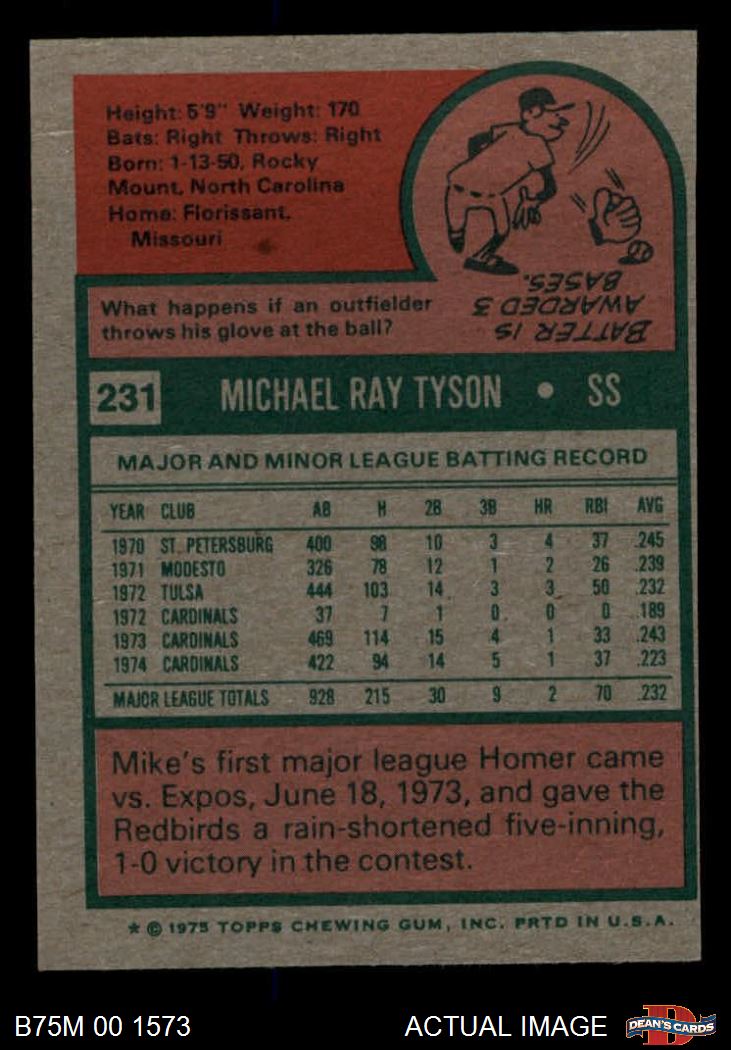 Height: 5'9" Weight: 170
Bats: Right Throws: Right
Born: 1-13-50, Rocky
Mount, North Carolina
Home: Florissant,
Missouri
What happens if an outfielder
throws his glove at the ball?
BATTER IS
AWARDED 3
BASES.
231 MICHAEL RAY TYSON • SS
MAJOR AND MINOR LEAGUE BATTING RECORD
YEAR CLUB AB H 2B 3B HR RBI AVG
1970 ST. PETERSBURG 400 98 10 3 4 37 .245
1971 MODESTO 326 78 12 1 2 26 .239
1972 TULSA 444 103 14 3 3 50 .232
1972 CARDINALS 37 7 1 0 0 0 .189
1973 CARDINALS 469 114 15 4 1 33 .243
1974 CARDINALS 422 94 14 5 1 37 .223
MAJOR LEAGUE TOTALS 928 215 30 9 2 70 .232
Mike's first major league Homer came
vs. Expos, June 18, 1973, and gave the
Redbirds a rain-shortened five-inning,
1-0 victory in the contest.
* © 1975 TOPPS CHEWING GUM, INC. PRTD IN U.S.A.
B75M 00 1573 ACTUAL IMAGE D DEAN'S CARDS